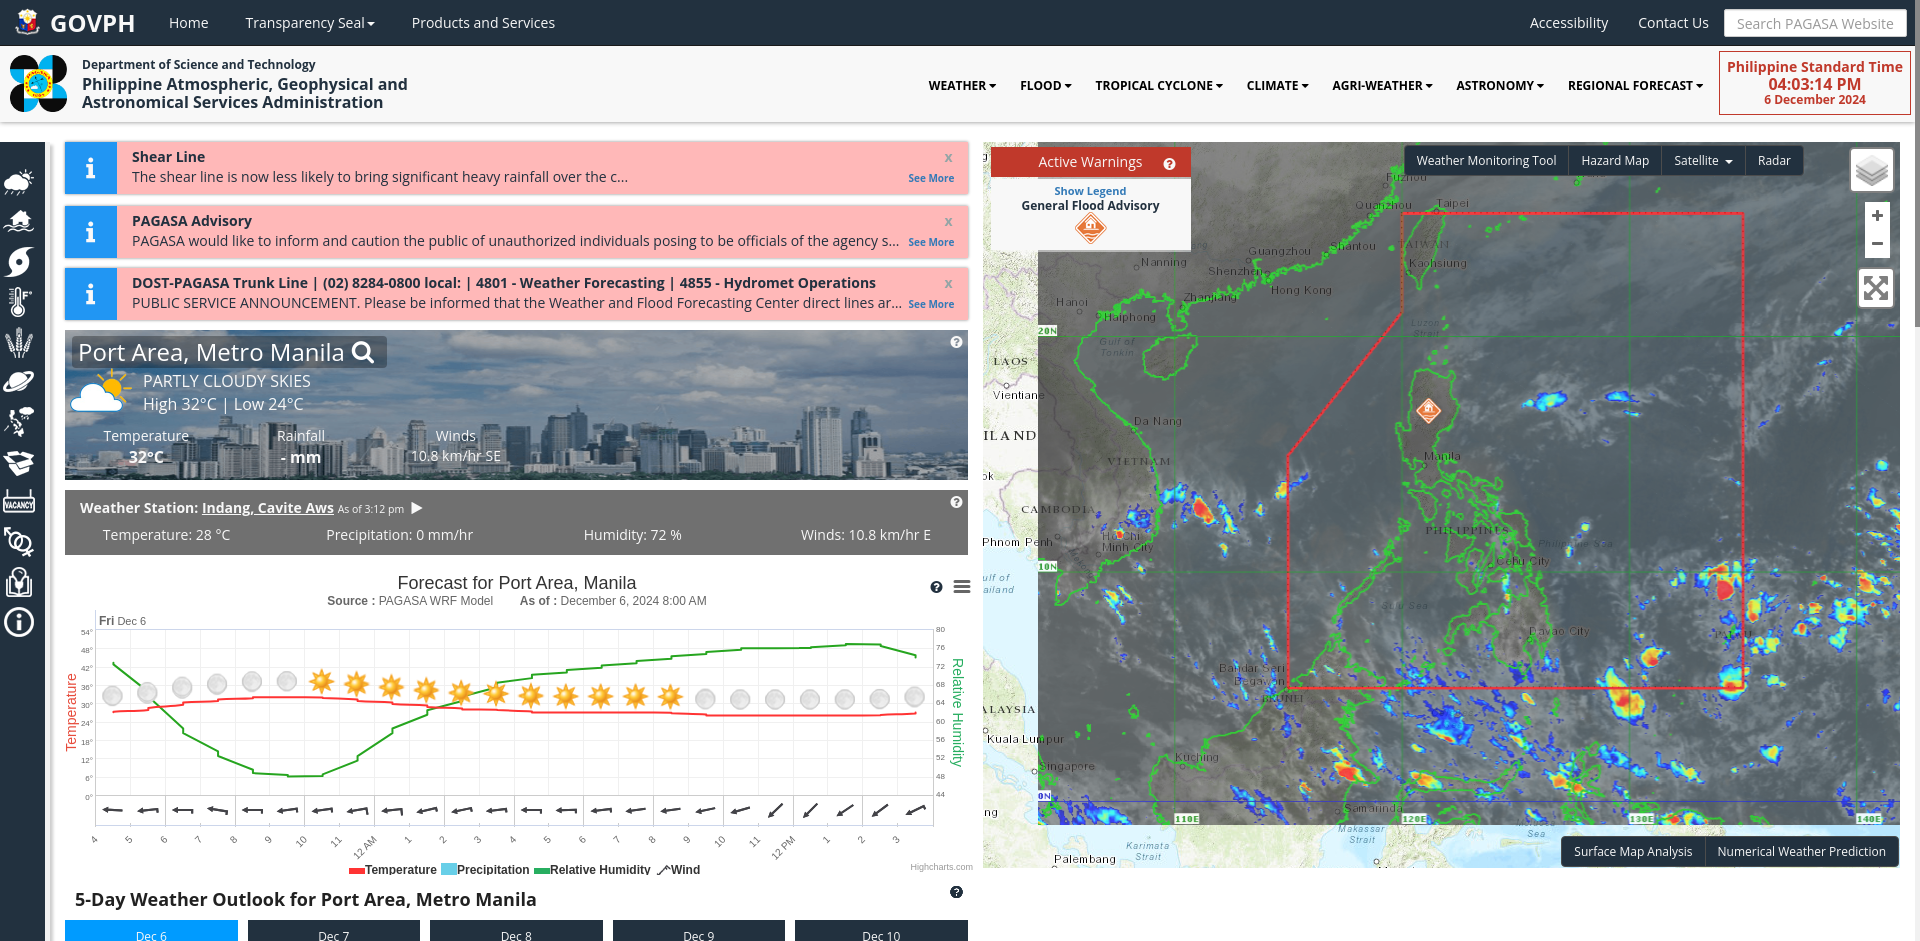 GOVPH Home Transparency Seal Products and Services Accessibility Contact Us Search PAGASA Website
Department of Science and Technology
Philippine Atmospheric, Geophysical and
Astronomical Services Administration
WEATHER FLOOD TROPICAL CYCLONE CLIMATE AGRI-WEATHER ASTRONOMY REGIONAL FORECAST
Philippine Standard Time
04:03:14 PM
6 December 2024
Shear Line x
The shear line is now less likely to bring significant heavy rainfall over the c... See More
PAGASA Advisory x
PAGASA would like to inform and caution the public of unauthorized individuals posing to be officials of the agency s... See More
DOST-PAGASA Trunk Line | (02) 8284-0800 local: | 4801 - Weather Forecasting | 4855 - Hydromet Operations x
PUBLIC SERVICE ANNOUNCEMENT. Please be informed that the Weather and Flood Forecasting Center direct lines ar... See More
Port Area, Metro Manila
PARTLY CLOUDY SKIES
High 32°C | Low 24°C
Temperature Rainfall Winds
32°C - mm 10.8 km/hr SE
Weather Station: Indang, Cavite Aws As of 3:12 pm
Temperature: 28 °C Precipitation: 0 mm/hr Humidity: 72 % Winds: 10.8 km/hr E
Forecast for Port Area, Manila
Source : PAGASA WRF Model As of : December 6, 2024 8:00 AM
Fri Dec 6
54° 80
48° 76
42° 72
36° 68
30° 64
24° 60
18° 56
12° 52
6° 48
0° 44
Temperature
Relative Humidity
4 5 6 7 8 9 10 11 12 AM 1 2 3 4 5 6 7 8 9 10 11 12 PM 1 2 3
Temperature Precipitation Relative Humidity Wind
Highcharts.com
5-Day Weather Outlook for Port Area, Metro Manila
Dec 6 Dec 7 Dec 8 Dec 9 Dec 10
VACANCY
Active Warnings
Show Legend
General Flood Advisory
Weather Monitoring Tool Hazard Map Satellite Radar
+
−
Fuzhou
Quanzhou Taipei
Guangzhou Shantou TAIWAN
Nanning Shenzhen Kaohsiung
Hanoi Zhanjiang Hong Kong
Haiphong
20N
Luzon
Strait
Gulf of
Tonkin
LAOS
Vientiane
Da Nang
ILAND
VIETNAM Manila
ok
CAMBODIA
PHILIPPINES
Phnom Penh Ho Chi
Minh City
Philippine Sea
Cebu City
10N
ulf of
ailand
Sulu Sea
Davao City
PALAU
Bandar Seri
Begawan
BRUNEI
ALAYSIA
Kuala Lumpur
Kuching
Singapore
0N
ng
Samarinda
110E 120E 130E 140E
Makassar
Strait
Sea
Karimata
Strait
Palembang
Surface Map Analysis Numerical Weather Prediction